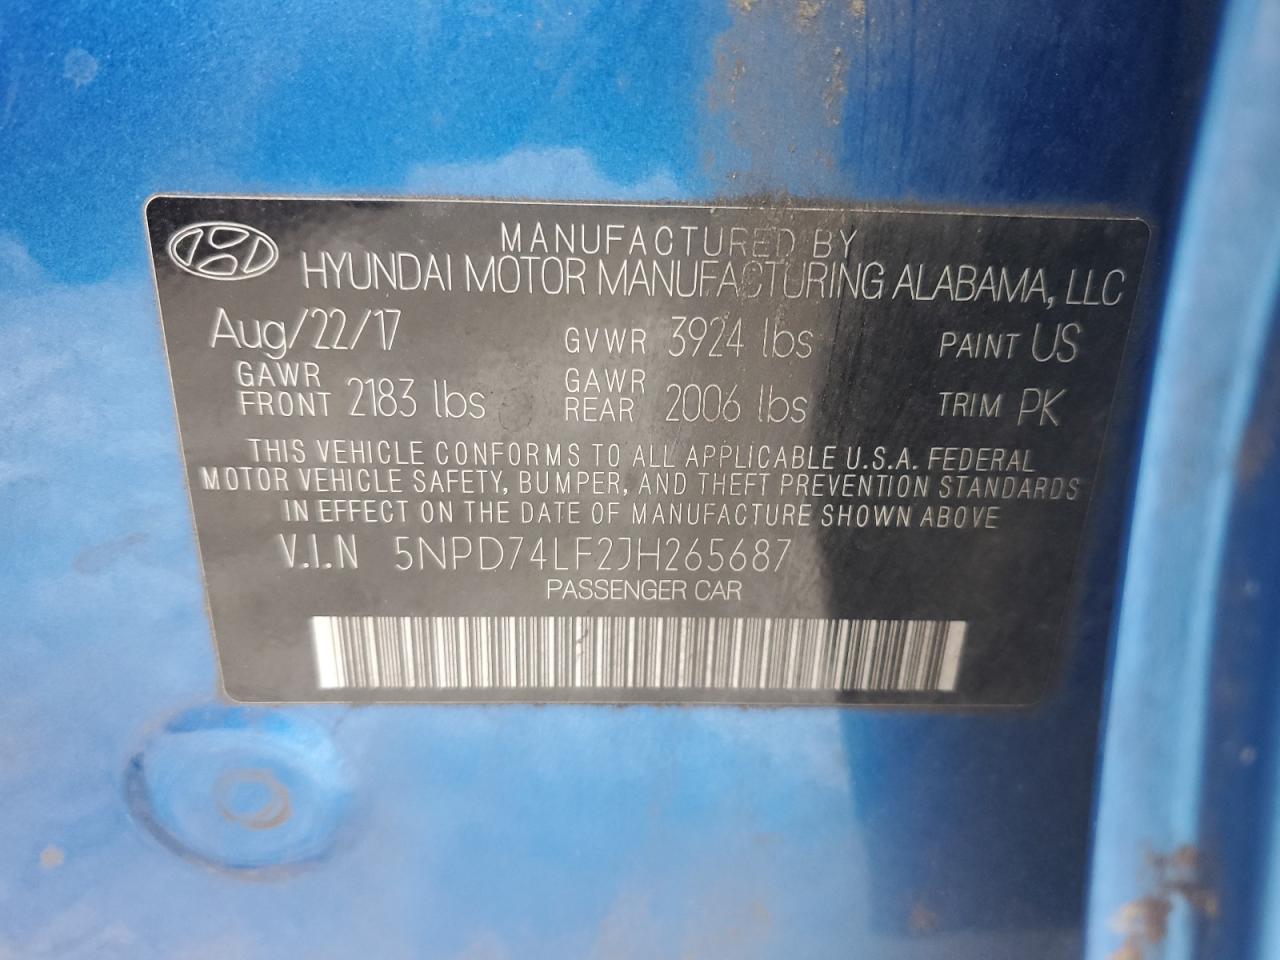 MANUFACTURED BY
HYUNDAI MOTOR MANUFACTURING ALABAMA, LLC
Aug/22/17 GVWR 3924 lbs PAINT US
GAWR FRONT 2183 lbs GAWR REAR 2006 lbs TRIM PK
THIS VEHICLE CONFORMS TO ALL APPLICABLE U.S.A. FEDERAL
MOTOR VEHICLE SAFETY, BUMPER, AND THEFT PREVENTION STANDARDS
IN EFFECT ON THE DATE OF MANUFACTURE SHOWN ABOVE
V.I.N 5NPD74LF2JH265687
PASSENGER CAR